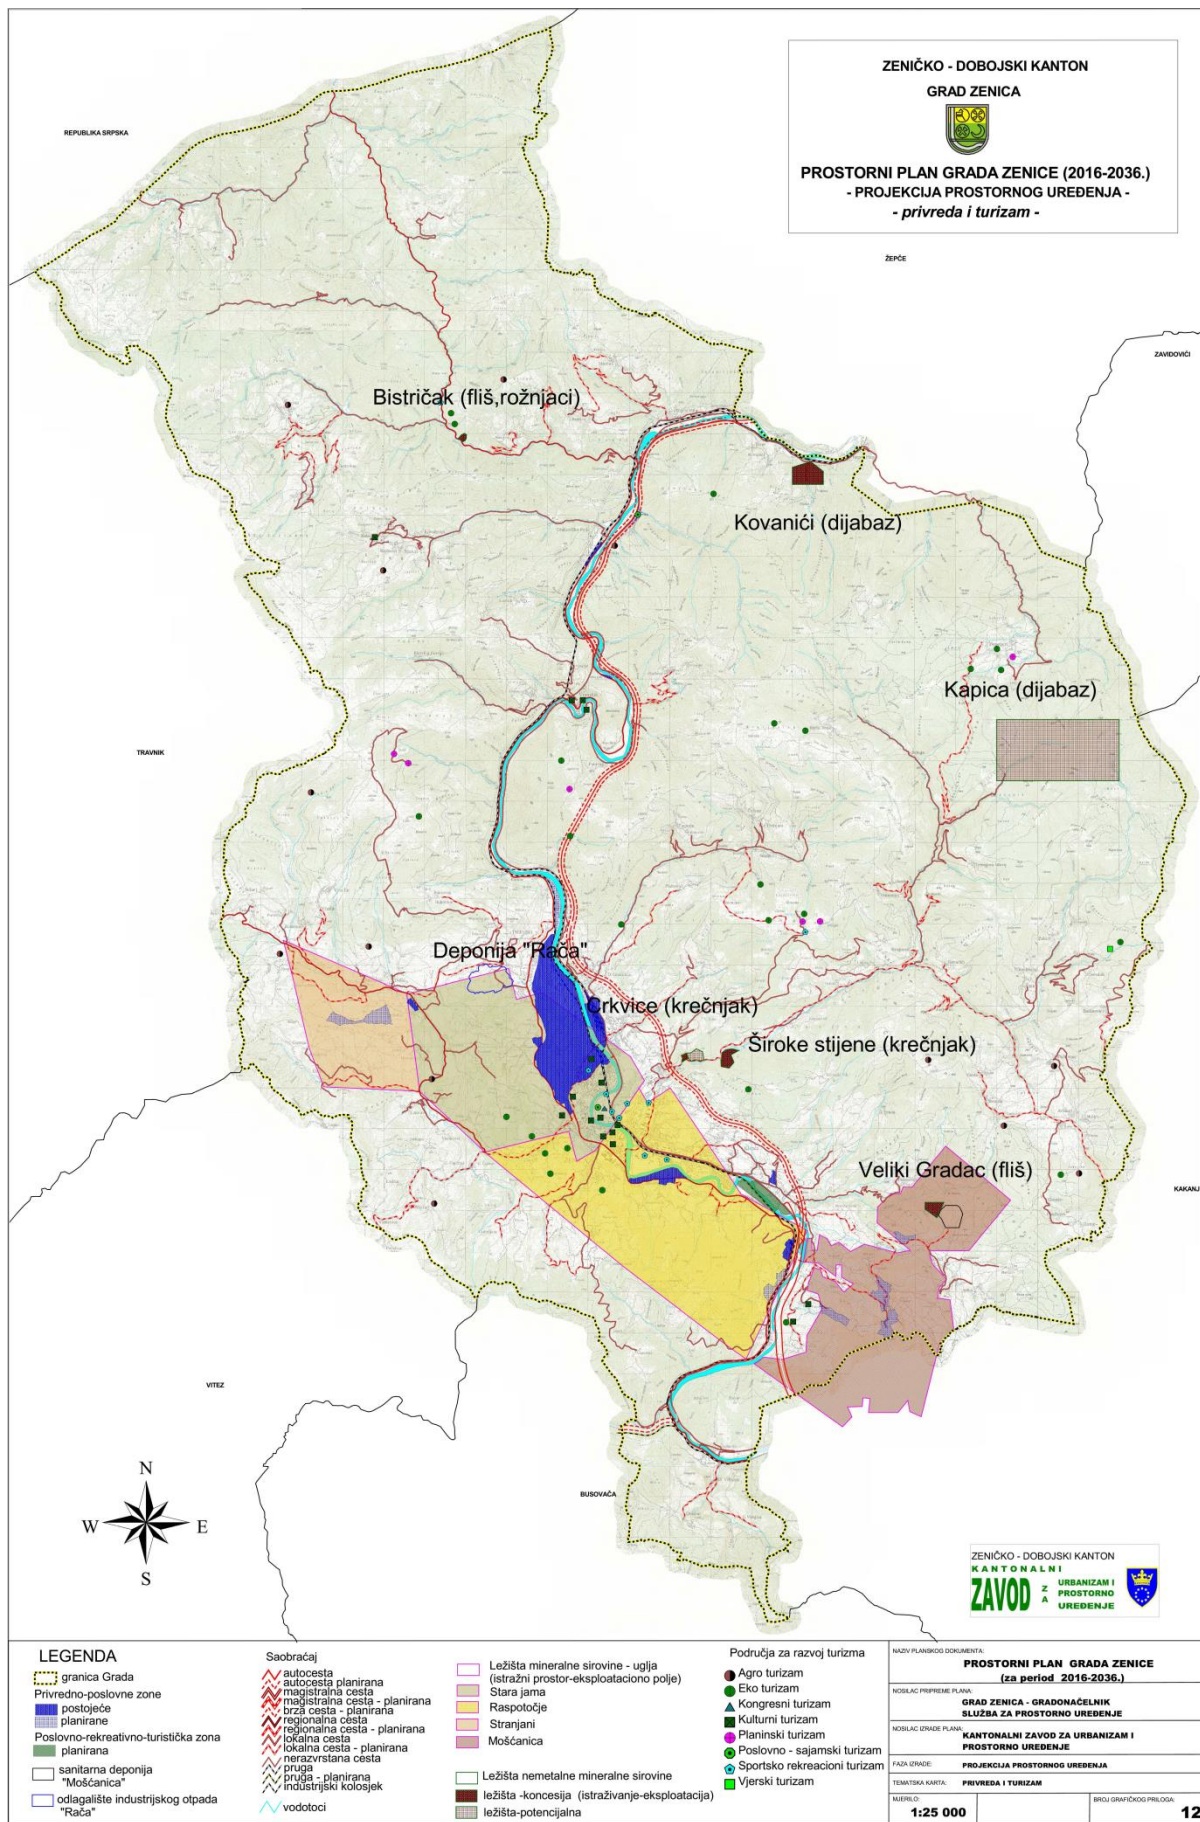 ZENIČKO - DOBOJSKI KANTON
GRAD ZENICA
PROSTORNI PLAN GRADA ZENICE (2016-2036.)
- PROJEKCIJA PROSTORNOG UREĐENJA -
- privreda i turizam -
REPUBLIKA SRPSKA
ŽEPČE
ZAVIDOVIĆI
Bistričak (fliš,rožnjaci)
Kovanići (dijabaz)
Kapica (dijabaz)
TRAVNIK
Deponija "Rača"
Crkvice (krečnjak)
Široke stijene (krečnjak)
Veliki Gradac (fliš)
KAKANJ
VITEZ
BUSOVAČA
N
W
E
S
ZENIČKO - DOBOJSKI KANTON
KANTONALNI
ZAVOD ZA URBANIZAM I
PROSTORNO
UREĐENJE
LEGENDA
granica Grada
Privredno-poslovne zone
postojeće
planirane
Poslovno-rekreativno-turistička zona
planirana
sanitarna deponija
"Mošćanica"
odlagalište industrijskog otpada
"Rača"
Saobraćaj
autocesta
autocesta planirana
magistralna cesta
magistralna cesta - planirana
brza cesta - planirana
regionalna cesta
regionalna cesta - planirana
lokalna cesta
lokalna cesta - planirana
nerazvrstana cesta
pruga
pruga - planirana
industrijski kolosjek
vodotoci
Ležišta mineralne sirovine - uglja
(istražni prostor-eksploataciono polje)
Stara jama
Raspotočje
Stranjani
Mošćanica
Ležišta nemetalne mineralne sirovine
ležišta -koncesija (istraživanje-eksploatacija)
ležišta-potencijalna
Područja za razvoj turizma
Agro turizam
Eko turizam
Kongresni turizam
Kulturni turizam
Planinski turizam
Poslovno - sajamski turizam
Sportsko rekreacioni turizam
Vjerski turizam
NAZIV PLANSKOG DOKUMENTA:
PROSTORNI PLAN GRADA ZENICE
(za period 2016-2036.)
NOSILAC PRIPREME PLANA:
GRAD ZENICA - GRADONAČELNIK
SLUŽBA ZA PROSTORNO UREĐENJE
NOSILAC IZRADE PLANA:
KANTONALNI ZAVOD ZA URBANIZAM I
PROSTORNO UREĐENJE
FAZA IZRADE:
PROJEKCIJA PROSTORNOG UREĐENJA
TEMATSKA KARTA:
PRIVREDA I TURIZAM
MJERILO:
1:25 000
BROJ GRAFIČKOG PRILOGA:
12